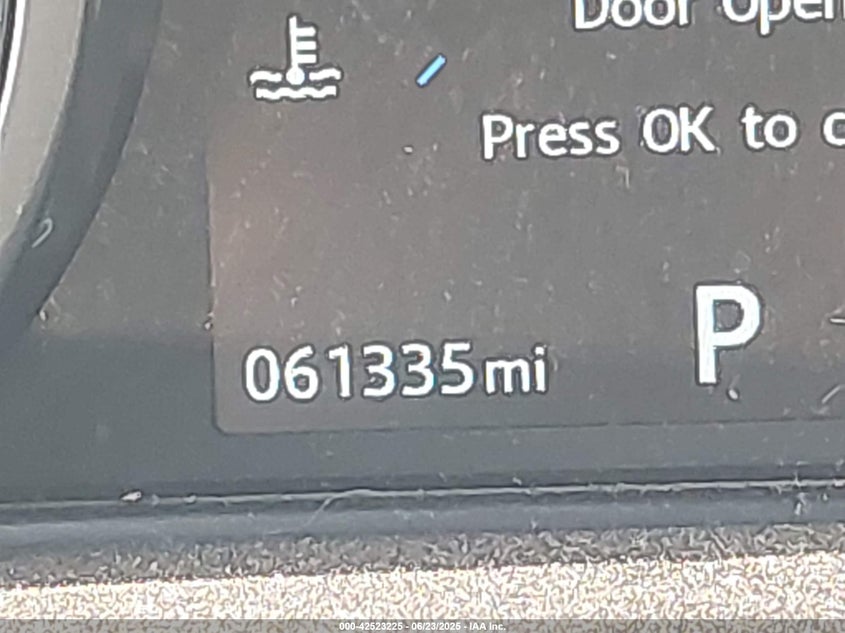 Door Open
Press OK to
P
061335mi
000-42523225 - 06/23/2025 - IAA Inc.